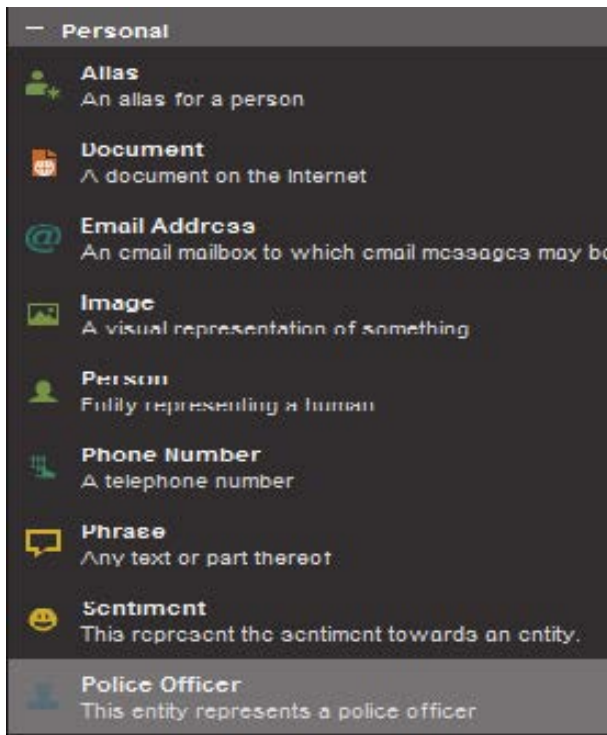 Personal
Alias
An alias for a person
Document
A document on the Internet
Email Address
An email mailbox to which email messages may be
Image
A visual representation of something
Person
Entity representing a human
Phone Number
A telephone number
Phrase
Any text or part thereof
Sentiment
This represent the sentiment towards an entity.
Police Officer
This entity represents a police officer